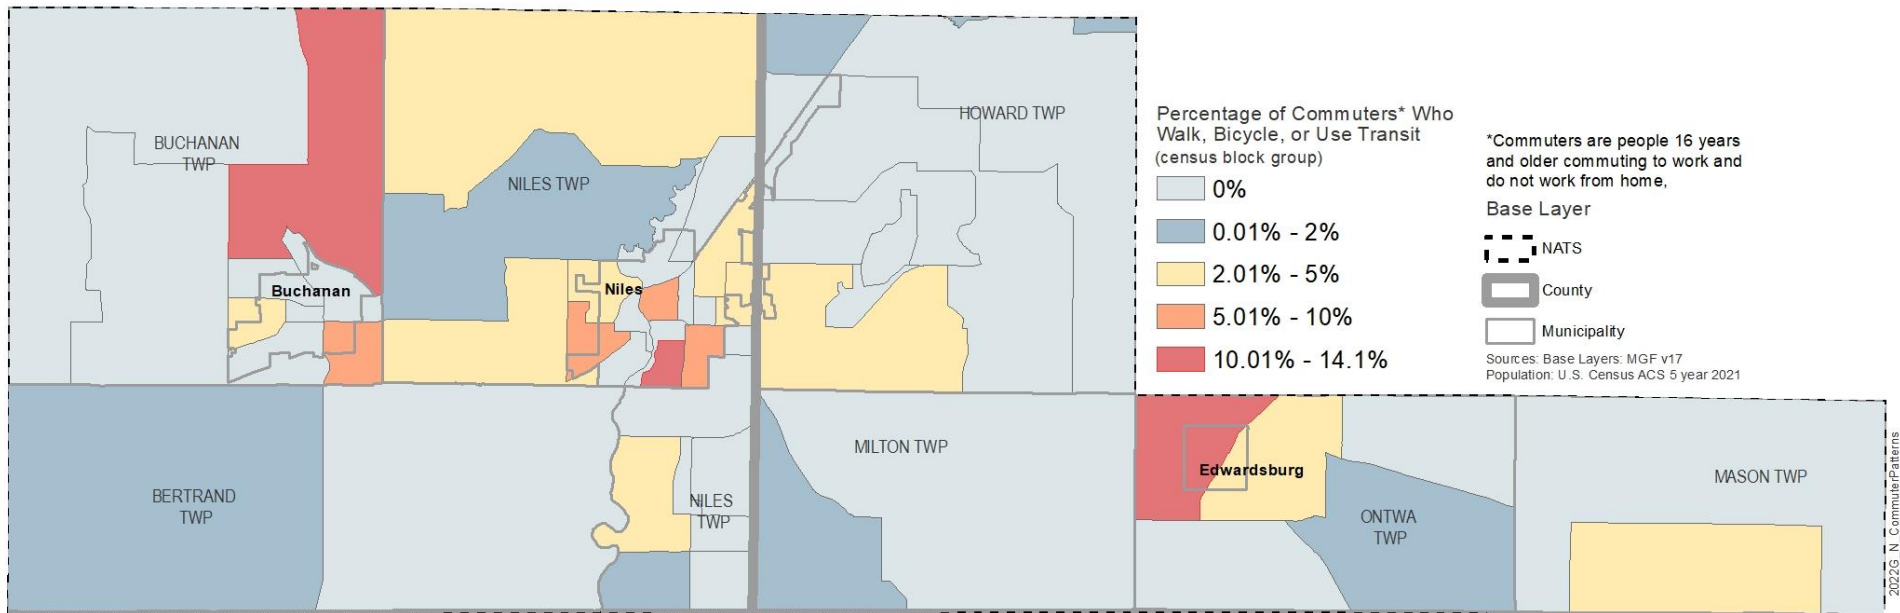 BUCHANAN
TWP
NILES TWP
HOWARD TWP
Buchanan
Niles
BERTRAND
TWP
NILES
TWP
MILTON TWP
Edwardsburg
ONTWA
TWP
MASON TWP
Percentage of Commuters* Who
Walk, Bicycle, or Use Transit
(census block group)
0%
0.01% - 2%
2.01% - 5%
5.01% - 10%
10.01% - 14.1%
*Commuters are people 16 years
and older commuting to work and
do not work from home,
Base Layer
NATS
County
Municipality
Sources: Base Layers: MGF v17
Population: U.S. Census ACS 5 year 2021
2022G_N_CommuterPatterns